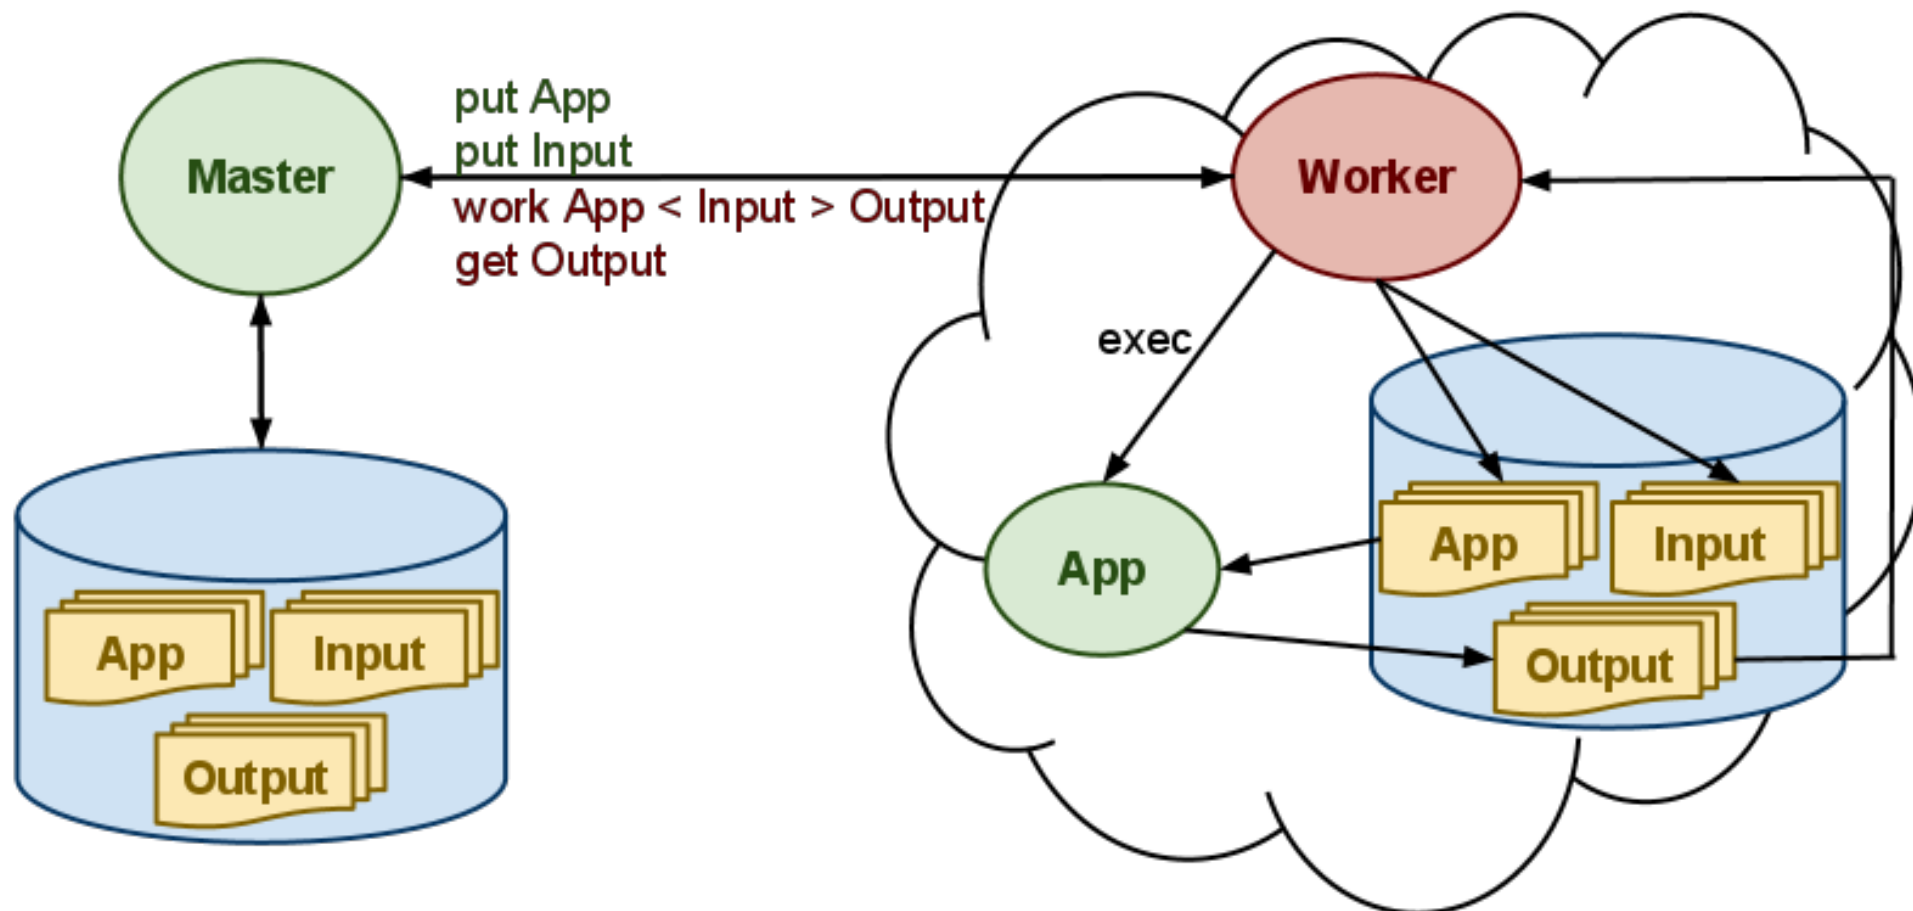 put App
put Input
Master
Worker
work App < Input > Output
get Output
exec
App
Input
App
App
Input
Output
Output